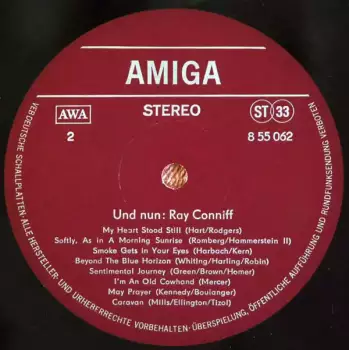 AMIGA
AWA
STEREO
ST 33
2
8 55 062
Und nun: Ray Conniff
My Heart Stood Still (Hart/Rodgers)
Softly, As in A Morning Sunrise (Romberg/Hammerstein II)
Smoke Gets in Your Eyes (Harbach/Kern)
Beyond The Blue Horizon (Whiting/Harling/Robin)
Sentimental Journey (Green/Brown/Homer)
I'm An Old Cowhand (Mercer)
May Prayer (Kennedy/Boulanger)
Caravan (Mills/Ellington/Tizol)
VEB DEUTSCHE SCHALLPLATTEN·ALLE HERSTELLER- UND URHEBERRECHTE VORBEHALTEN·ÜBERSPIELUNG, ÖFFENTLICHE AUFFÜHRUNG UND RUNDFUNKSENDUNG VERBOTEN